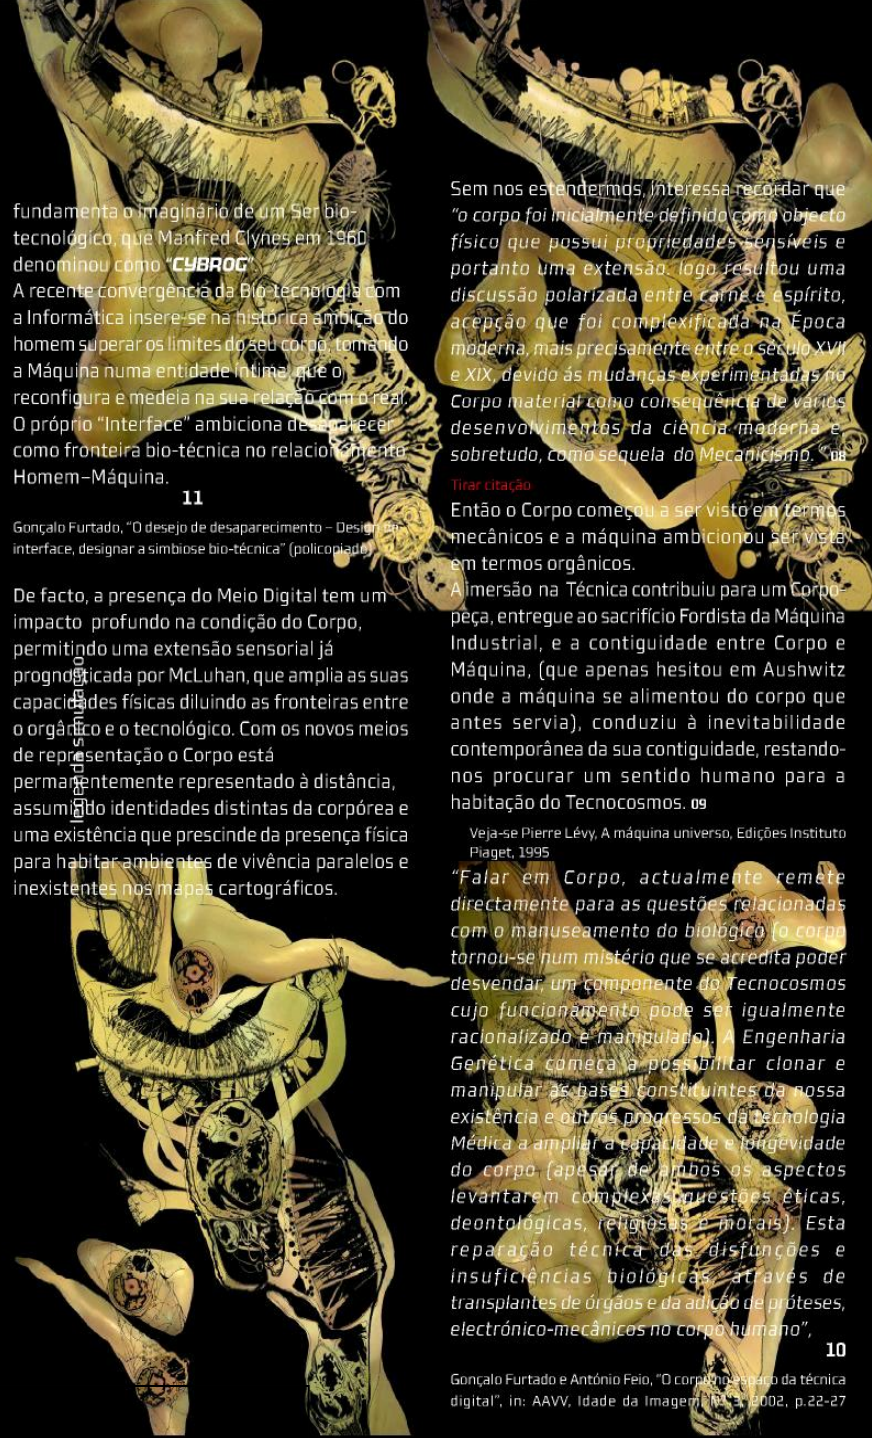 fundamenta o imaginário de um Ser bio-
tecnológico, que Manfred Clynes em 1960
denominou como “CYBROG”
A recente convergência da Bio-tecnologia com
a Informática insere-se na histórica ambição do
homem superar os limites do seu corpo, tornando
a Máquina numa entidade íntima, que o
reconfigura e medeia na sua relação com o real.
O próprio “Interface” ambiciona desaparecer
como fronteira bio-técnica no relacionamento
Homem–Máquina.
11
Gonçalo Furtado, “O desejo de desaparecimento – Design de
interface, designar a simbiose bio-técnica” (policopiado)
De facto, a presença do Meio Digital tem um
impacto profundo na condição do Corpo,
permitindo uma extensão sensorial já
prognosticada por McLuhan, que amplia as suas
capacidades físicas diluindo as fronteiras entre
o orgânico e o tecnológico. Com os novos meios
de representação o Corpo está
permanentemente representado à distância,
assumindo identidades distintas da corpórea e
uma existência que prescinde da presença física
para habitar ambientes de vivência paralelos e
inexistentes nos mapas cartográficos.
legenda simulação
Sem nos estendermos, interessa recordar que
“o corpo foi inicialmente definido como objecto
físico que possui propriedades sensíveis e
portanto uma extensão. logo resultou uma
discussão polarizada entre carne e espírito,
acepção que foi complexificada na Época
moderna, mais precisamente entre o século XVII
e XIX, devido ás mudanças experimentadas no
Corpo material como consequência de vários
desenvolvimentos da ciência moderna e,
sobretudo, como sequela do Mecanicismo. “ 08
Tirar citação
Então o Corpo começou a ser visto em termos
mecânicos e a máquina ambicionou ser vista
em termos orgânicos.
A imersão na Técnica contribuiu para um Corpo-
peça, entregue ao sacrifício Fordista da Máquina
Industrial, e a contiguidade entre Corpo e
Máquina, (que apenas hesitou em Aushwitz
onde a máquina se alimentou do corpo que
antes servia), conduziu à inevitabilidade
contemporânea da sua contiguidade, restando-
nos procurar um sentido humano para a
habitação do Tecnocosmos. 09
Veja-se Pierre Lévy, A máquina universo, Edições Instituto
Piaget, 1995
“Falar em Corpo, actualmente remete
directamente para as questões relacionadas
com o manuseamento do biológico (o corpo
tornou-se num mistério que se acredita poder
desvendar, um componente do Tecnocosmos
cujo funcionamento pode ser igualmente
racionalizado e manipulado). A Engenharia
Genética começa a possibilitar clonar e
manipular as bases constituintes da nossa
existência e outros progressos da tecnologia
Médica a ampliar a capacidade e longevidade
do corpo (apesar de ambos os aspectos
levantarem complexas questões éticas,
deontológicas, religiosas e morais). Esta
reparação técnica das disfunções e
insuficiências biológicas, através de
transplantes de órgãos e da adição de próteses,
electrónico-mecânicos no corpo humano”,
10
Gonçalo Furtado e António Feio, “O corpo no espaço da técnica
digital”, in: AAVV, Idade da Imagem, Nº 3, 2002, p.22-27